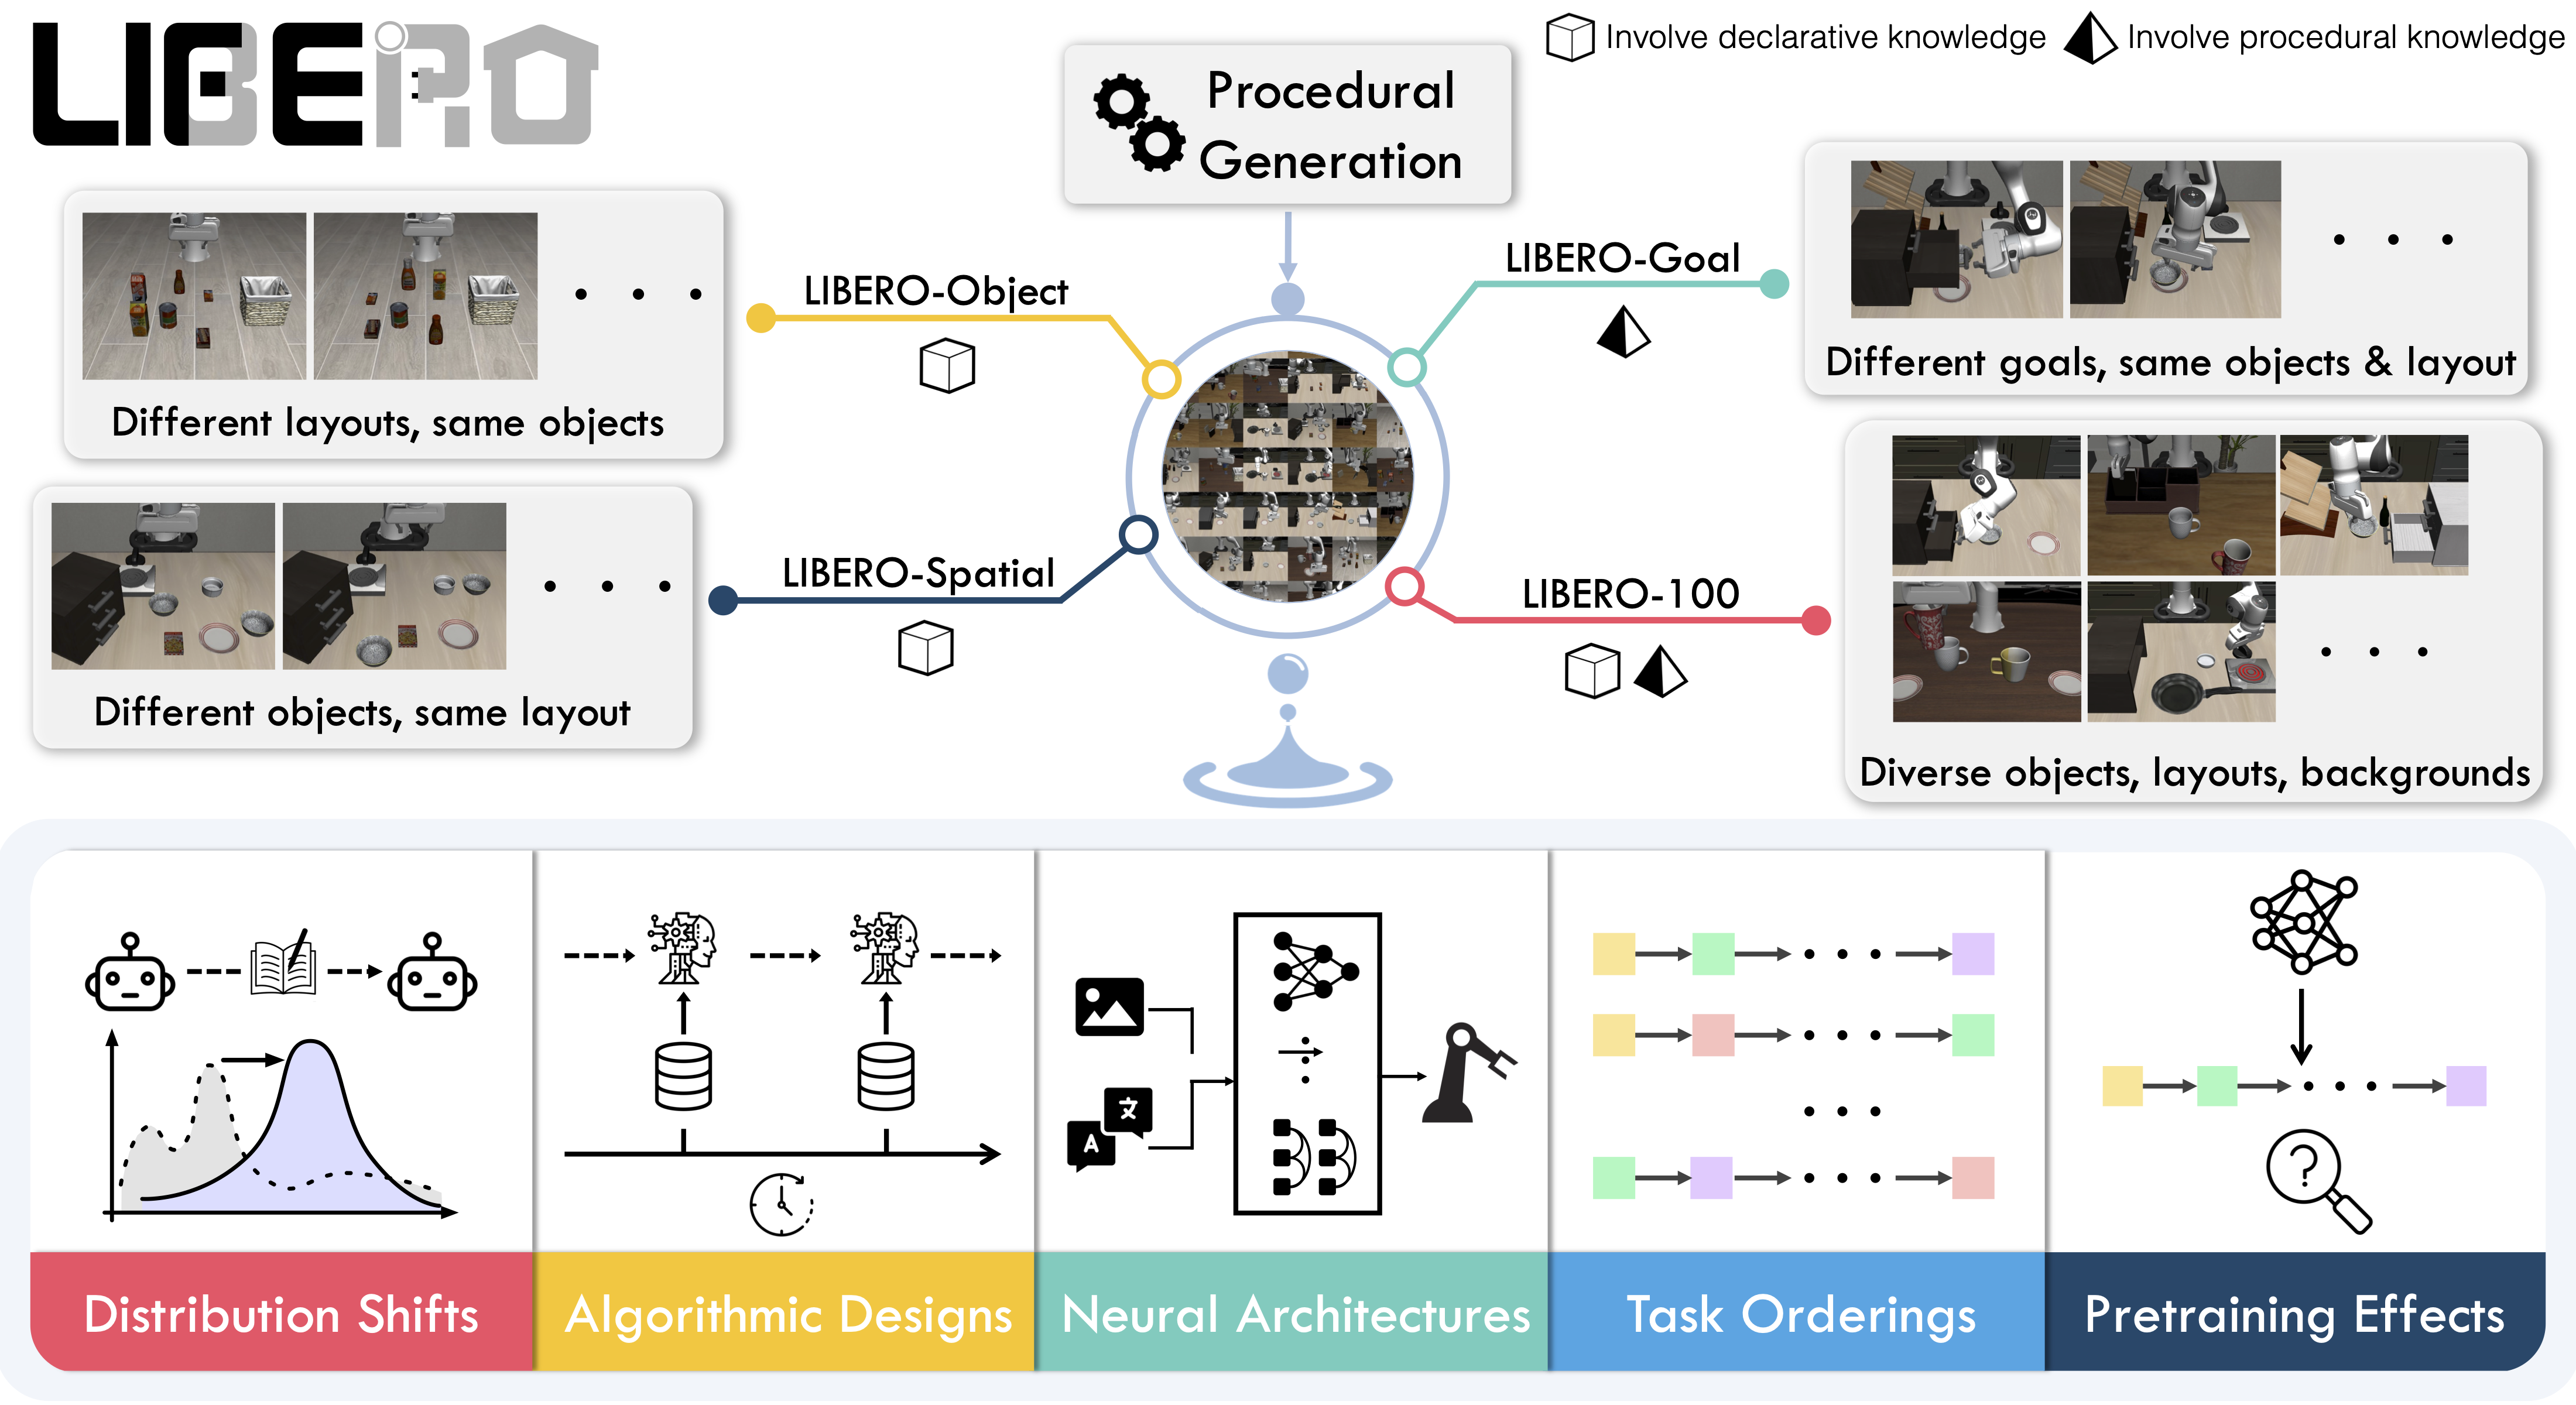 LIBERO
Involve declarative knowledge
Involve procedural knowledge
Procedural
Generation
LIBERO-Object
Different layouts, same objects
LIBERO-Goal
Different goals, same objects & layout
LIBERO-Spatial
Different objects, same layout
LIBERO-100
Diverse objects, layouts, backgrounds
文
A
?
Distribution Shifts
Algorithmic Designs
Neural Architectures
Task Orderings
Pretraining Effects